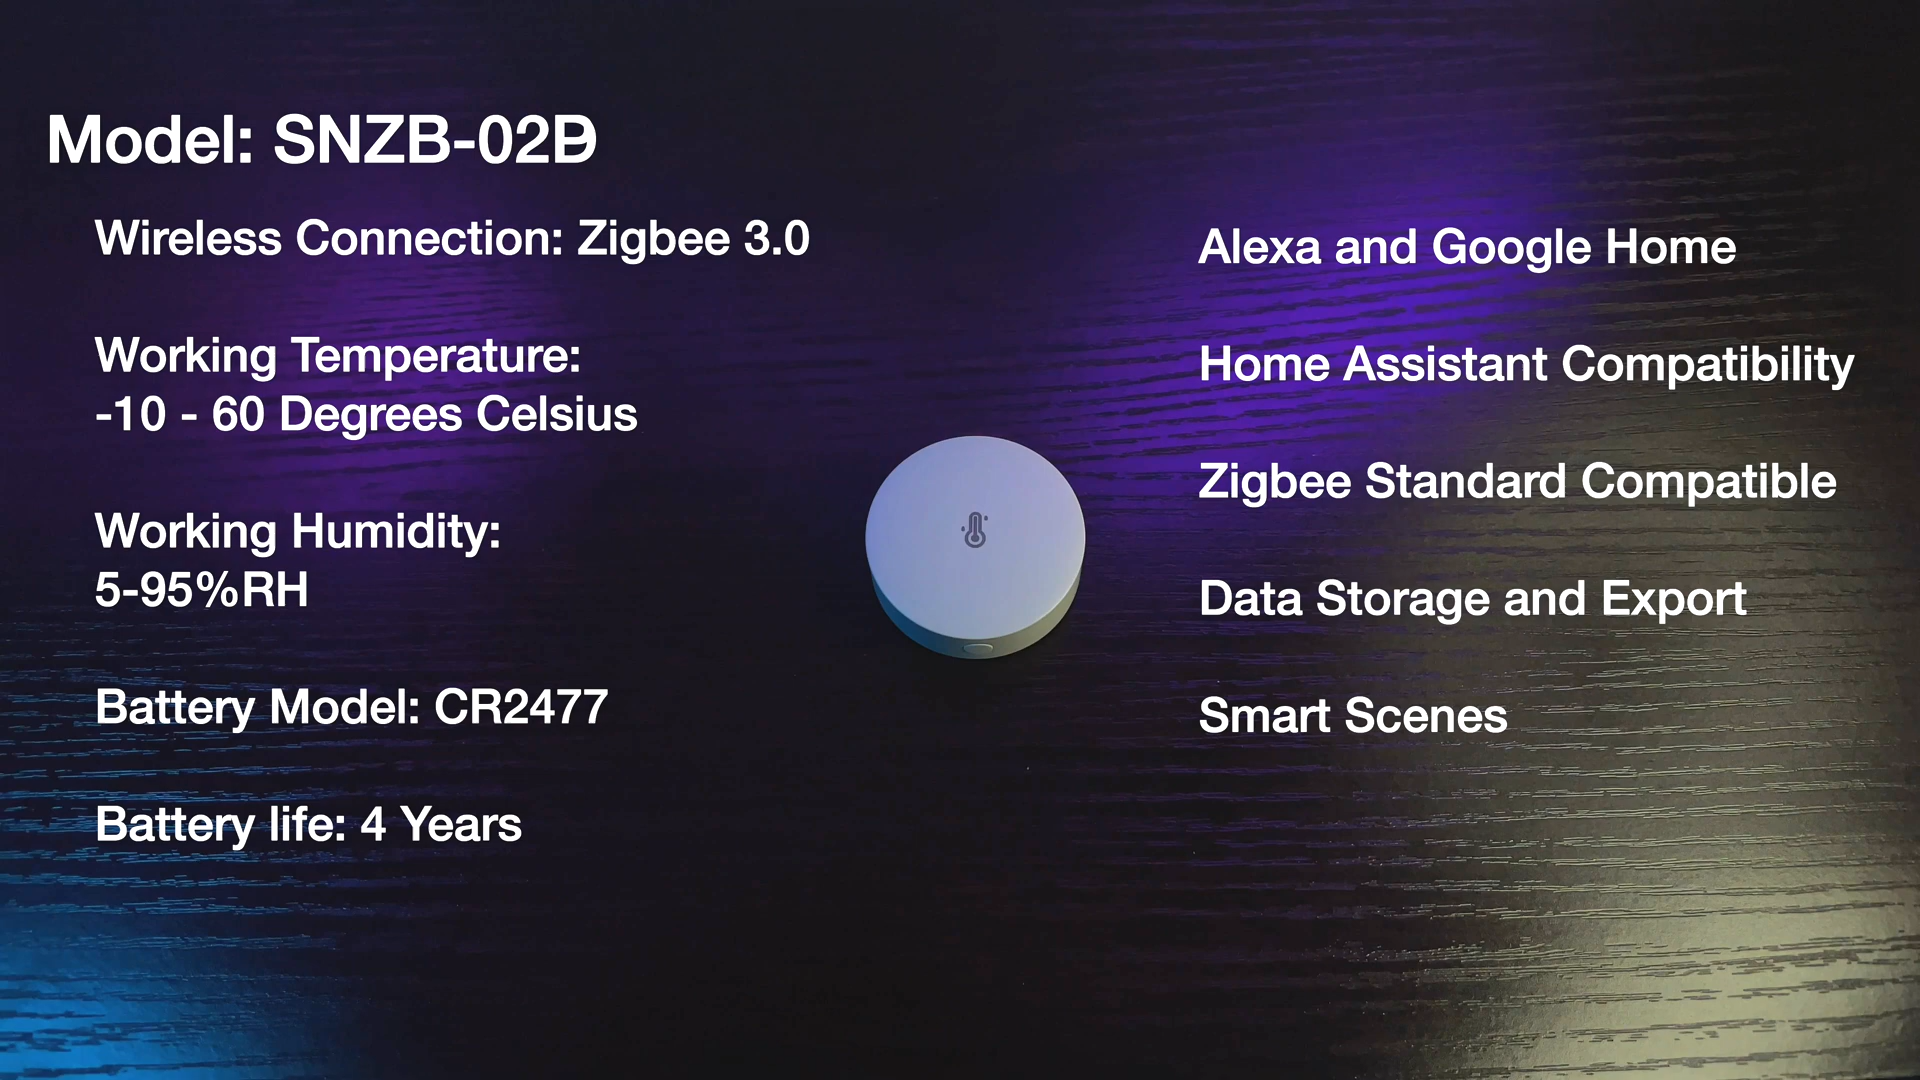 Model: SNZB-02D
Wireless Connection: Zigbee 3.0
Working Temperature:
-10 - 60 Degrees Celsius
Working Humidity:
5-95%RH
Battery Model: CR2477
Battery life: 4 Years
Alexa and Google Home
Home Assistant Compatibility
Zigbee Standard Compatible
Data Storage and Export
Smart Scenes